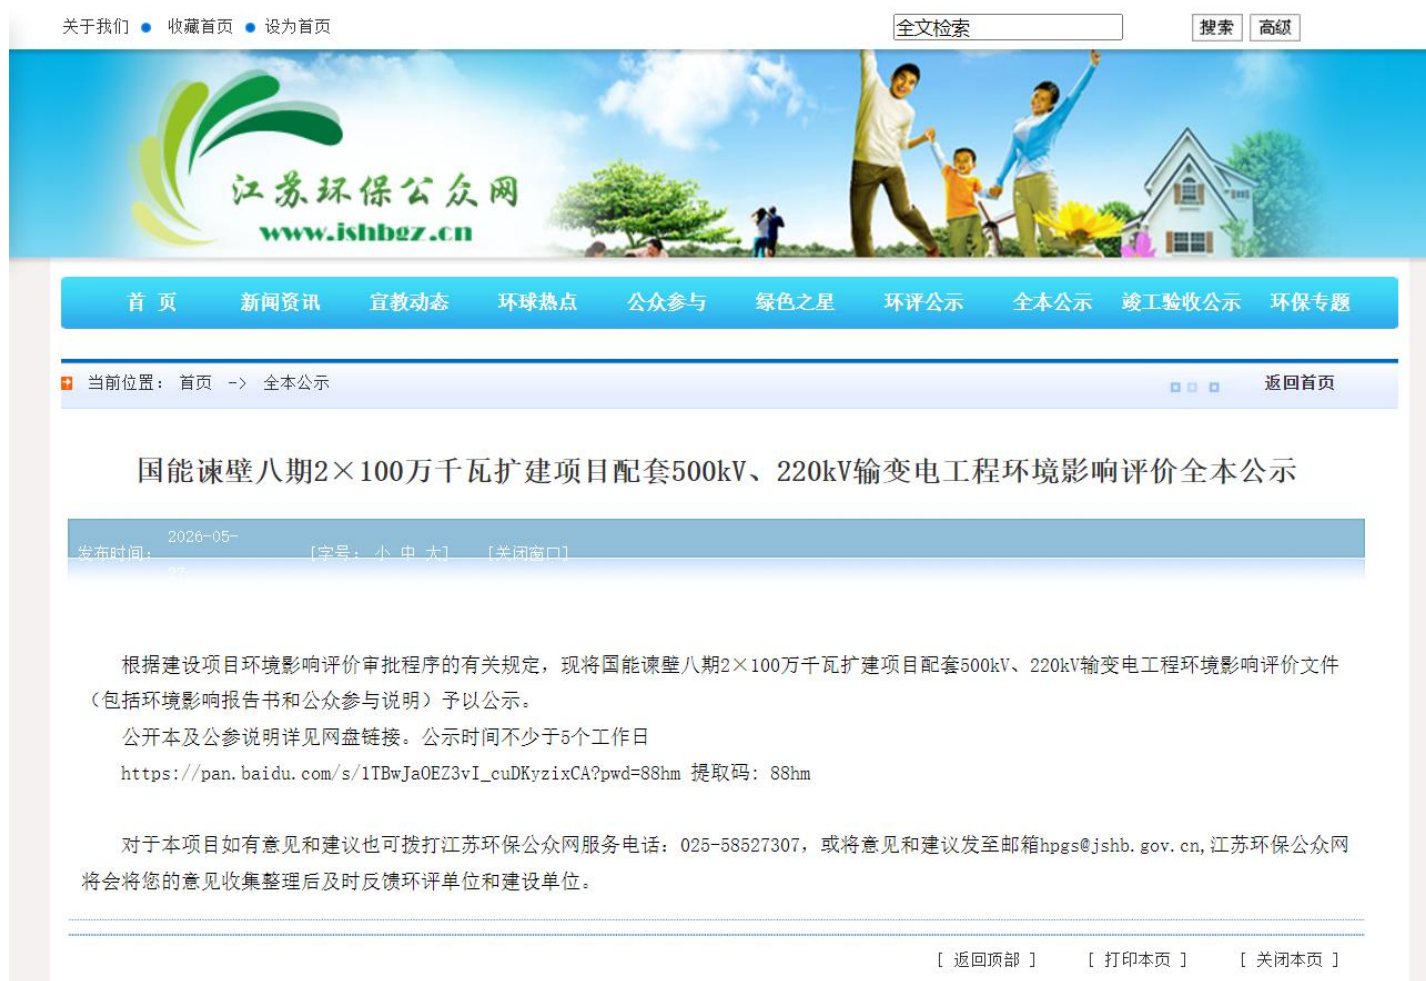 关于我们 ● 收藏首页 ● 设为首页
全文检索 搜索 高级
江苏环保公众网
www.jshbgz.cn
首 页 新闻资讯 宣教动态 环球热点 公众参与 绿色之星 环评公示 全本公示 竣工验收公示 环保专题
当前位置： 首页 -> 全本公示 返回首页
国能谏壁八期2×100万千瓦扩建项目配套500kV、220kV输变电工程环境影响评价全本公示
2026-05-
发布时间： [字号： 小 中 大] [关闭窗口]
根据建设项目环境影响评价审批程序的有关规定，现将国能谏壁八期2×100万千瓦扩建项目配套500kV、220kV输变电工程环境影响评价文件
（包括环境影响报告书和公众参与说明）予以公示。
公开本及公参说明详见网盘链接。公示时间不少于5个工作日
https://pan.baidu.com/s/1TBwJaOEZ3vI_cuDKyzixCA?pwd=88hm 提取码: 88hm
对于本项目如有意见和建议也可拨打江苏环保公众网服务电话：025-58527307，或将意见和建议发至邮箱hpgs@jshb.gov.cn,江苏环保公众网
将会将您的意见收集整理后及时反馈环评单位和建设单位。
[ 返回顶部 ] [ 打印本页 ] [ 关闭本页 ]